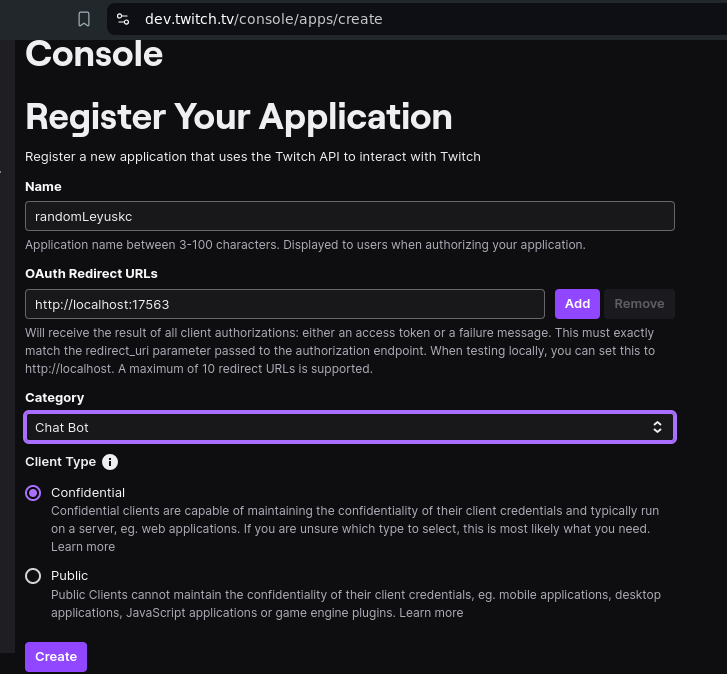 dev.twitch.tv/console/apps/create
Console
Register Your Application
Register a new application that uses the Twitch API to interact with Twitch
Name
randomLeyuskc
Application name between 3-100 characters. Displayed to users when authorizing your application.
OAuth Redirect URLs
http://localhost:17563
Add
Remove
Will receive the result of all client authorizations: either an access token or a failure message. This must exactly
match the redirect_uri parameter passed to the authorization endpoint. When testing locally, you can set this to
http://localhost. A maximum of 10 redirect URLs is supported.
Category
Chat Bot
Client Type
Confidential
Confidential clients are capable of maintaining the confidentiality of their client credentials and typically run
on a server, eg. web applications. If you are unsure which type to select, this is most likely what you need.
Learn more
Public
Public Clients cannot maintain the confidentiality of their client credentials, eg. mobile applications, desktop
applications, JavaScript applications or game engine plugins. Learn more
Create